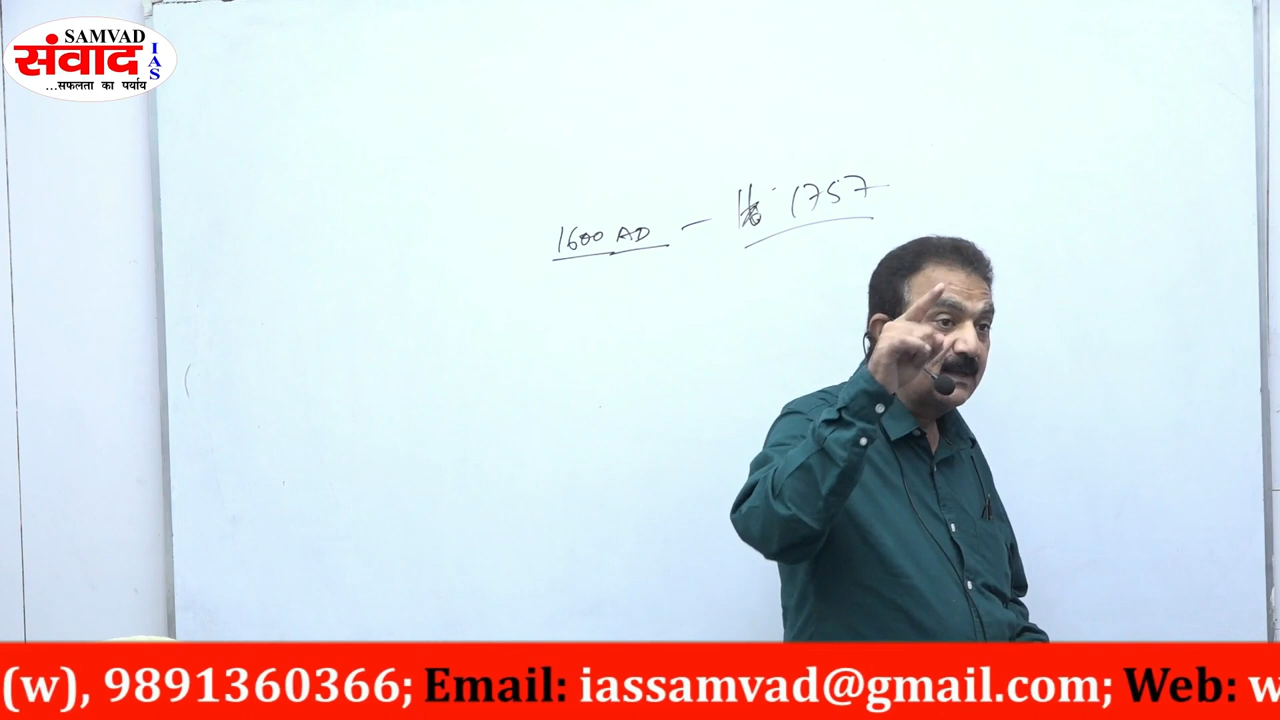 SAMVAD
संवाद IAS
...सफलता का पर्याय
1600 AD — 1757
(w), 9891360366; Email: iassamvad@gmail.com; Web: w